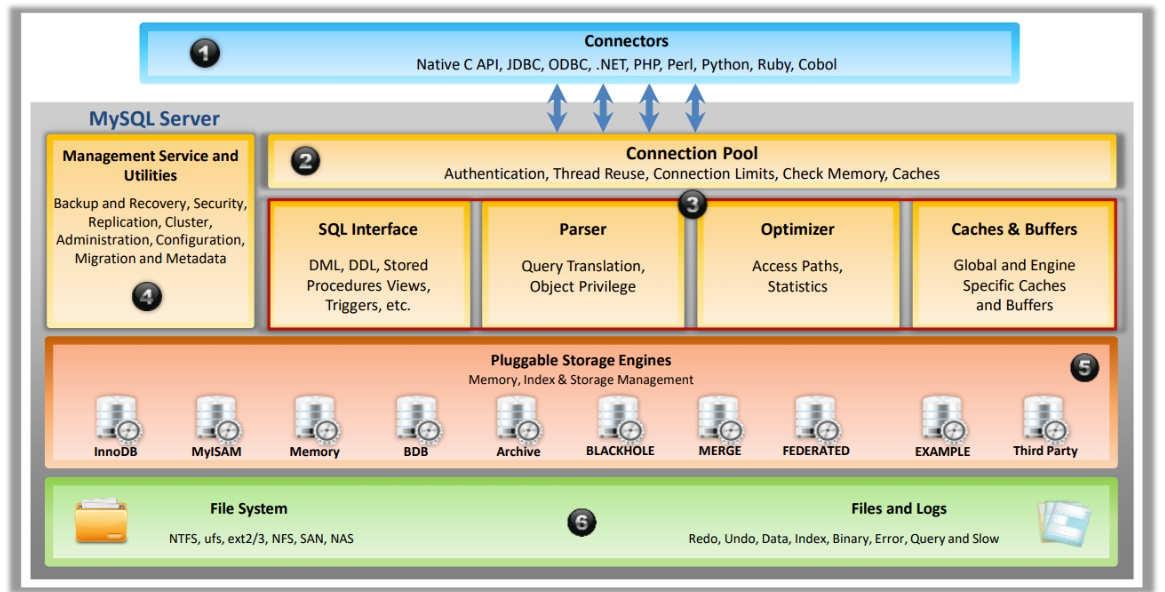 1
Connectors
Native C API, JDBC, ODBC, .NET, PHP, Perl, Python, Ruby, Cobol
MySQL Server
Management Service and
Utilities
Backup and Recovery, Security,
Replication, Cluster,
Administration, Configuration,
Migration and Metadata
4
2
Connection Pool
Authentication, Thread Reuse, Connection Limits, Check Memory, Caches
3
SQL Interface
DML, DDL, Stored
Procedures Views,
Triggers, etc.
Parser
Query Translation,
Object Privilege
Optimizer
Access Paths,
Statistics
Caches & Buffers
Global and Engine
Specific Caches
and Buffers
Pluggable Storage Engines
Memory, Index & Storage Management
5
InnoDB
MyISAM
Memory
BDB
Archive
BLACKHOLE
MERGE
FEDERATED
EXAMPLE
Third Party
File System
NTFS, ufs, ext2/3, NFS, SAN, NAS
6
Files and Logs
Redo, Undo, Data, Index, Binary, Error, Query and Slow